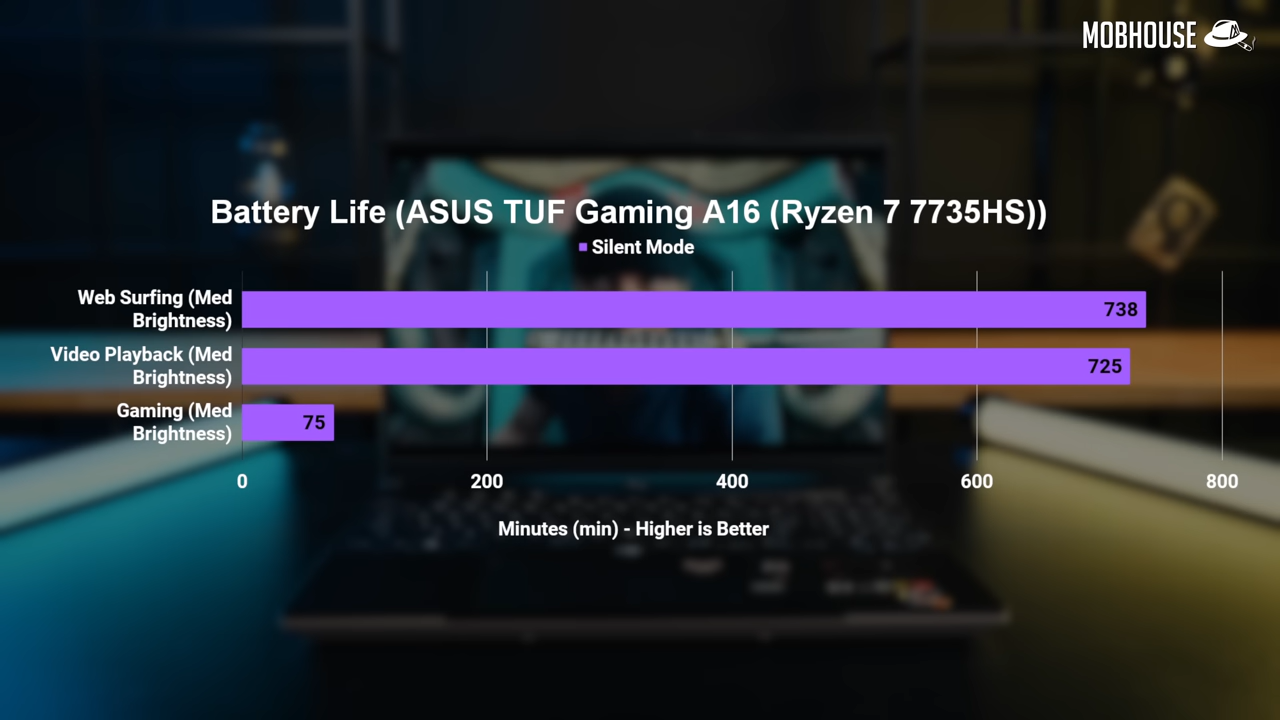 MOBHOUSE
Battery Life (ASUS TUF Gaming A16 (Ryzen 7 7735HS))
Silent Mode
Web Surfing (Med
Brightness)
738
Video Playback (Med
Brightness)
725
Gaming (Med
Brightness)
75
0 200 400 600 800
Minutes (min) - Higher is Better